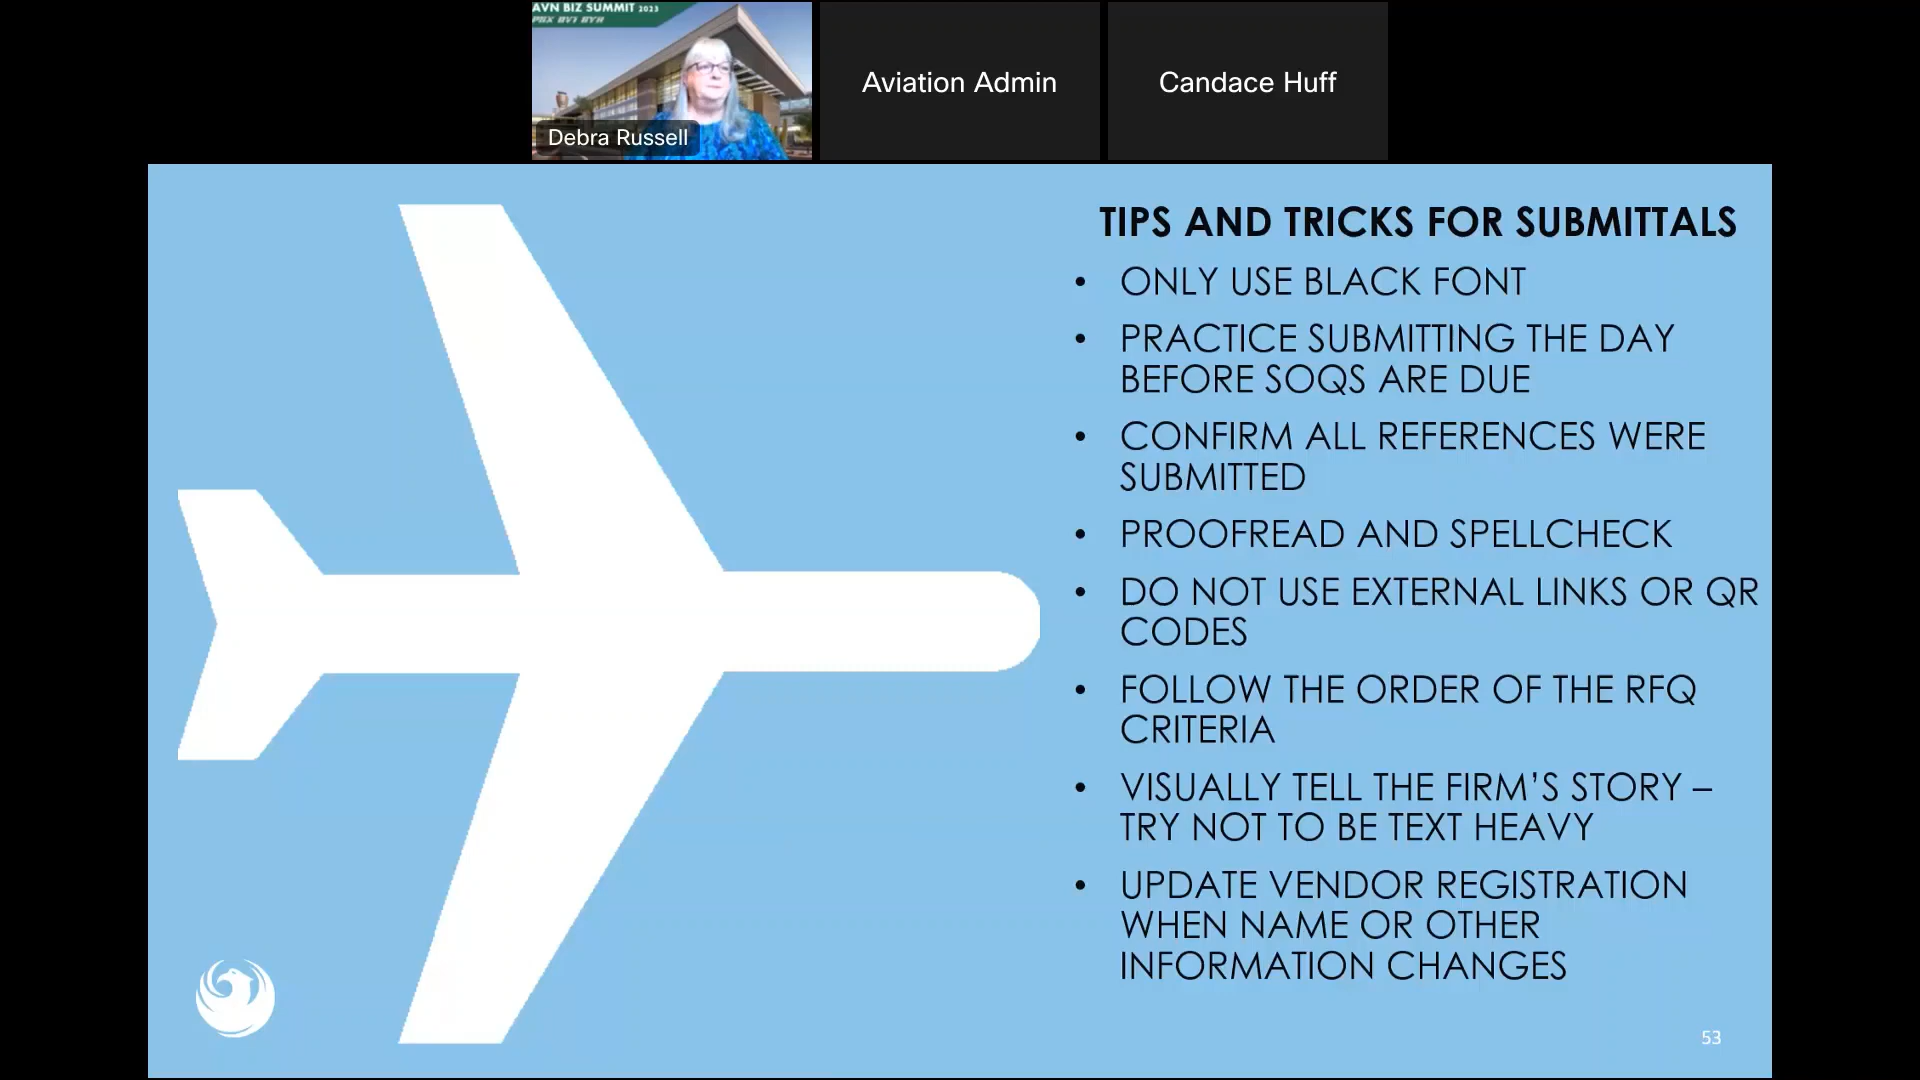 AVN BIZ SUMMIT 2023
PHX DVT GYR
Debra Russell
Aviation Admin
Candace Huff
TIPS AND TRICKS FOR SUBMITTALS
• ONLY USE BLACK FONT
• PRACTICE SUBMITTING THE DAY
BEFORE SOQS ARE DUE
• CONFIRM ALL REFERENCES WERE
SUBMITTED
• PROOFREAD AND SPELLCHECK
• DO NOT USE EXTERNAL LINKS OR QR
CODES
• FOLLOW THE ORDER OF THE RFQ
CRITERIA
• VISUALLY TELL THE FIRM’S STORY –
TRY NOT TO BE TEXT HEAVY
• UPDATE VENDOR REGISTRATION
WHEN NAME OR OTHER
INFORMATION CHANGES
53